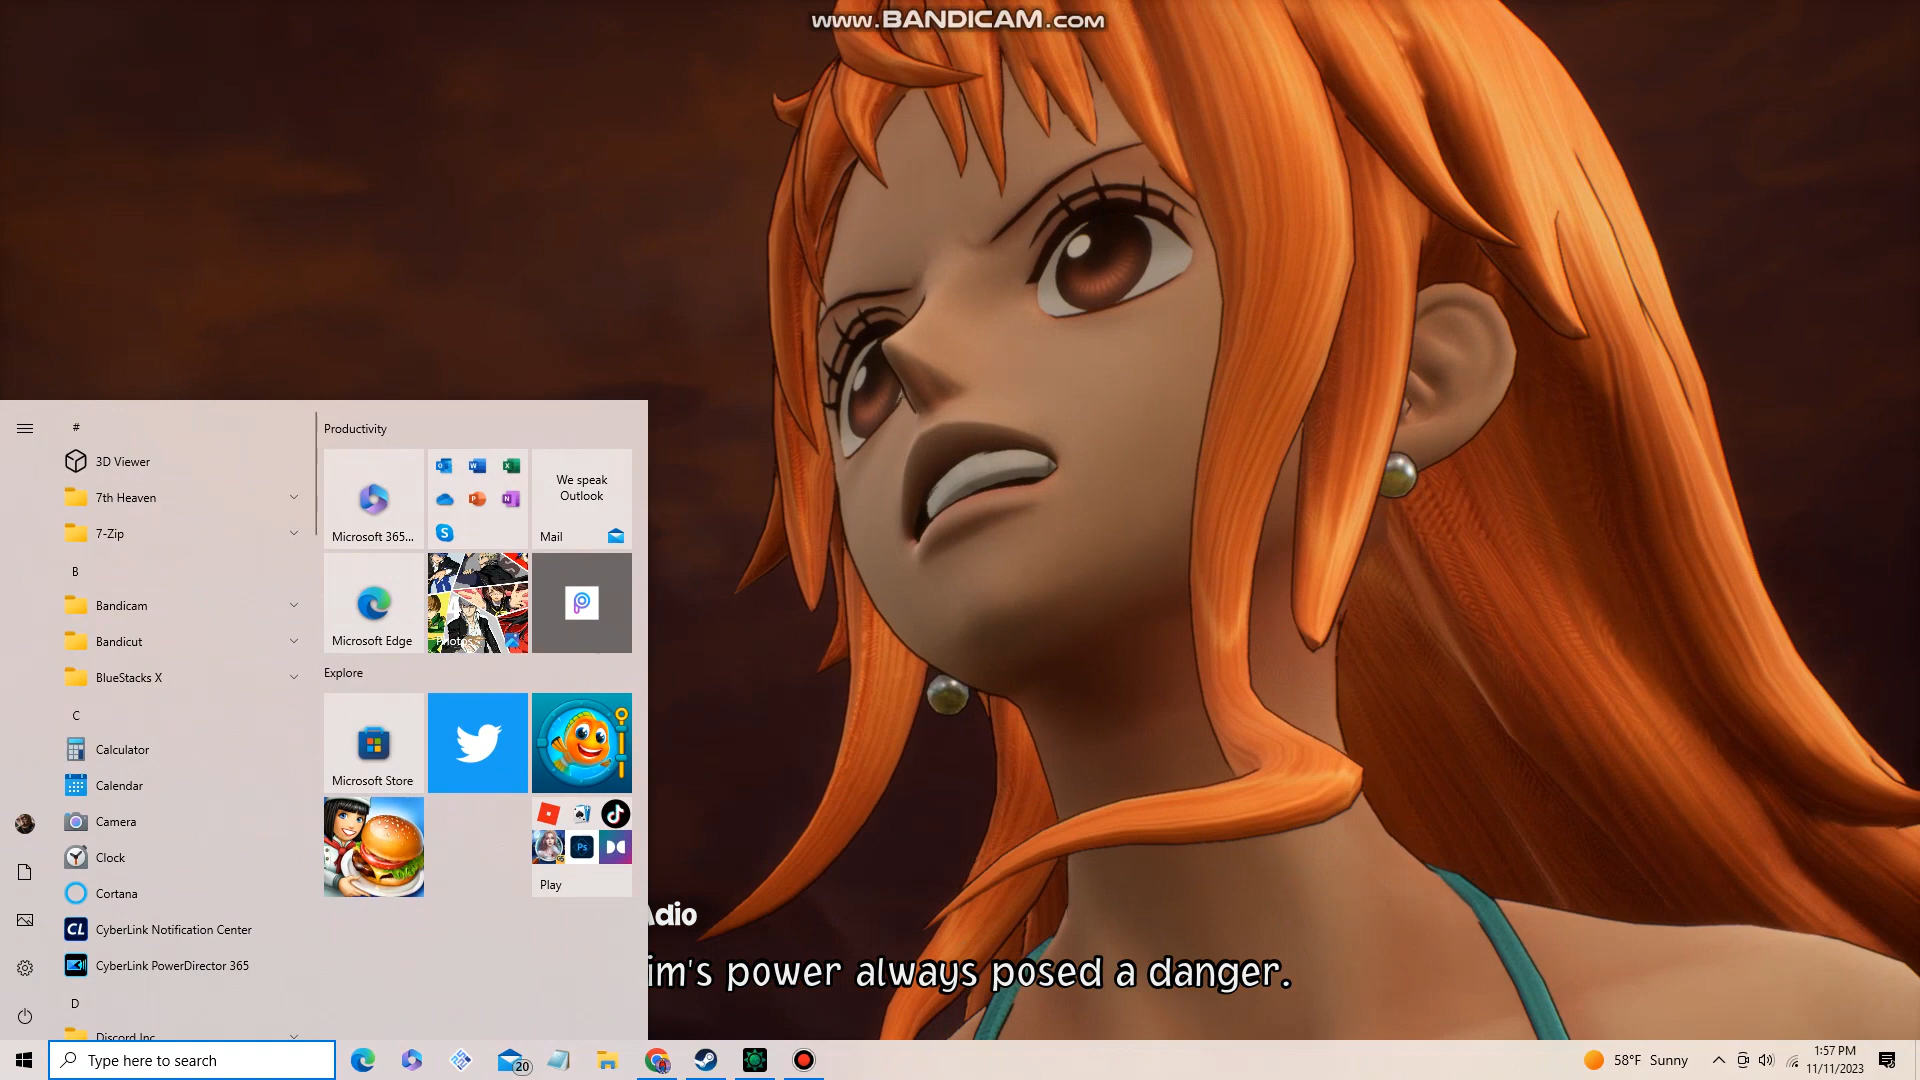 www.BANDICAM.com
#
3D Viewer
7th Heaven
7-Zip
B
Bandicam
Bandicut
BlueStacks X
C
Calculator
Calendar
Camera
Clock
Cortana
CyberLink Notification Center
CyberLink PowerDirector 365
D
Discord Inc
Productivity
Microsoft 365...
We speak
Outlook
Mail
Microsoft Edge
Photos
Explore
Microsoft Store
Ps
Play
Adio
im's power always posed a danger.
Type here to search
20
58°F Sunny
1:57 PM
11/11/2023